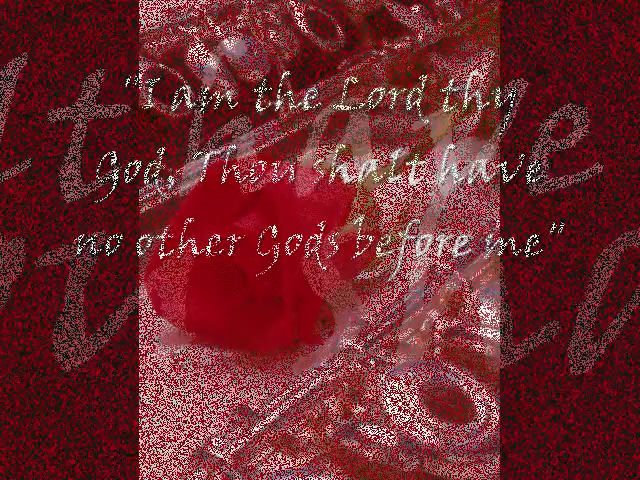 "I am the Lord thy
God, Thou shalt have
no other Gods before me"